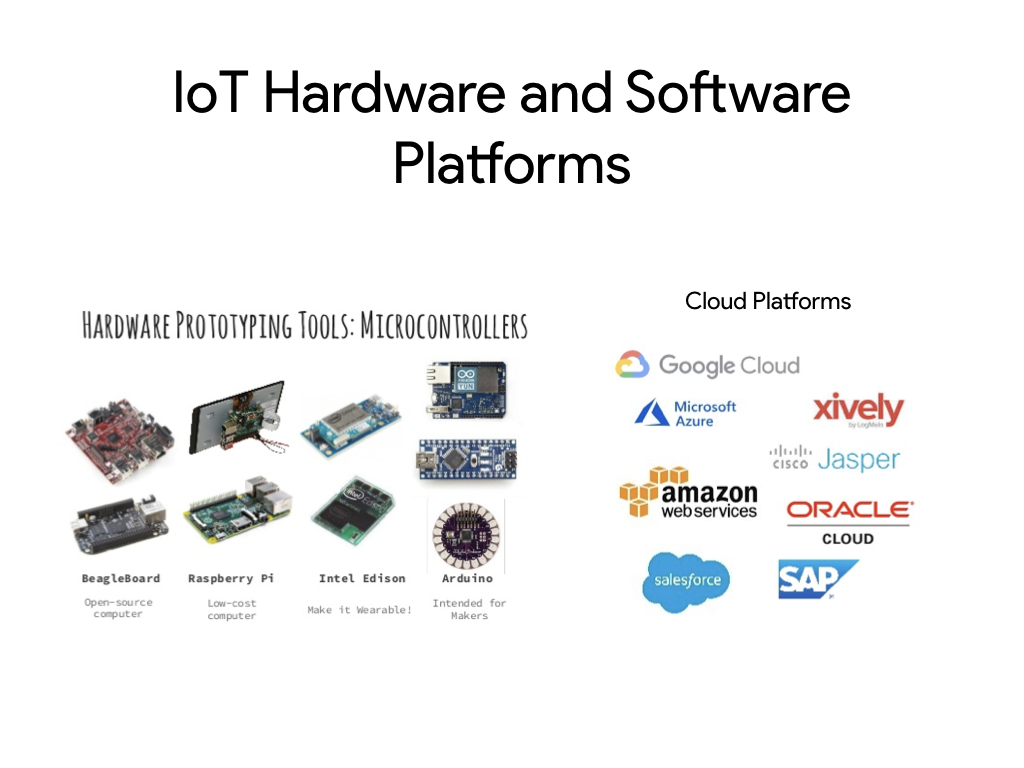 IoT Hardware and Software
Platforms
HARDWARE PROTOTYPING TOOLS: MICROCONTROLLERS
BeagleBoard
Open-source
computer
Raspberry Pi
Low-cost
computer
Intel Edison
Make it Wearable!
Arduino
Intended for
Makers
Cloud Platforms
Google Cloud
Microsoft
Azure
xively
by LogMeIn
CISCO Jasper
amazon
webservices
ORACLE
CLOUD
salesforce
SAP